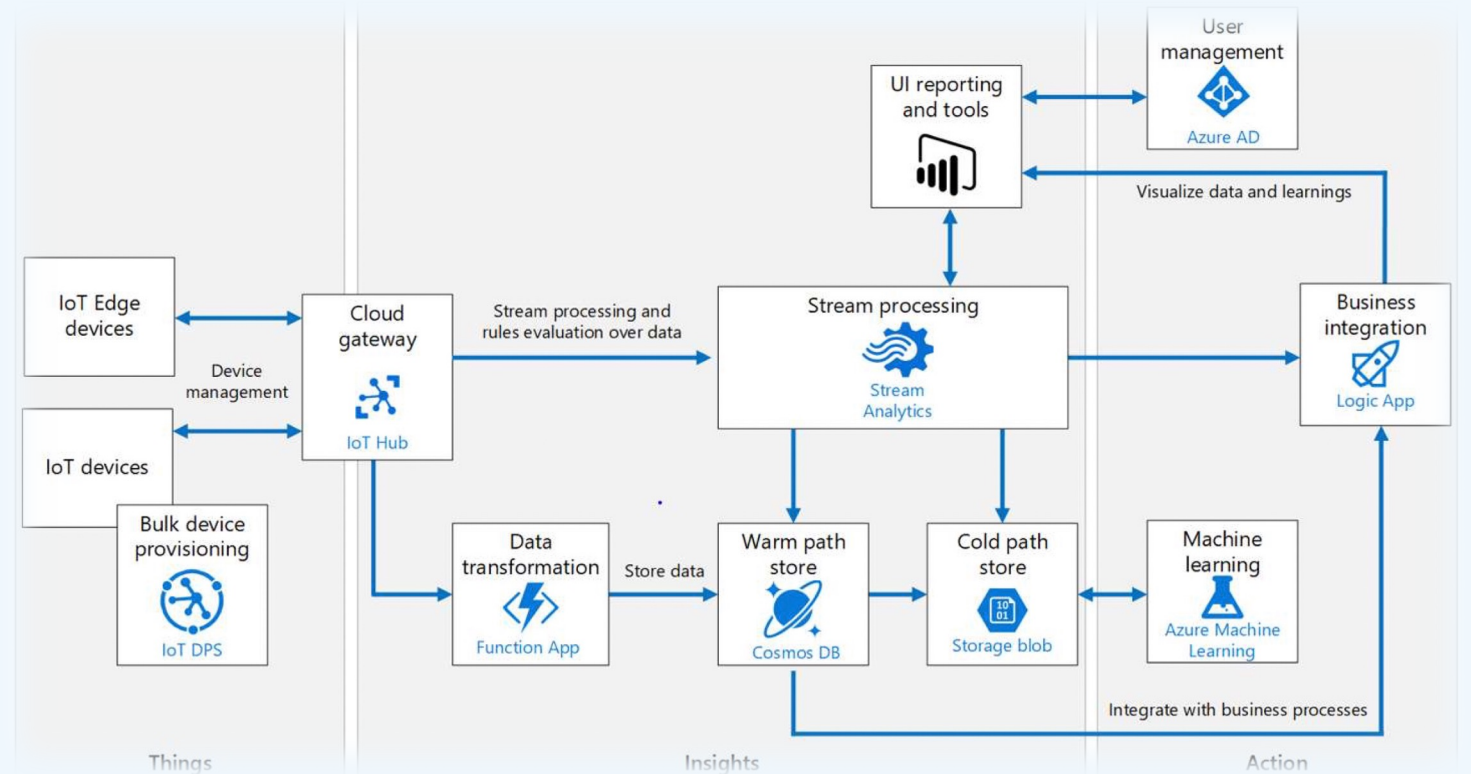 User
management
Azure AD
UI reporting
and tools
Visualize data and learnings
IoT Edge
devices
Device
management
IoT devices
Bulk device
provisioning
IoT DPS
Cloud
gateway
IoT Hub
Stream processing and
rules evaluation over data
Stream processing
Stream
Analytics
Business
integration
Logic App
Data
transformation
Function App
Store data
Warm path
store
Cosmos DB
Cold path
store
10
01
Storage blob
Machine
learning
Azure Machine
Learning
Integrate with business processes
Things
Insights
Action